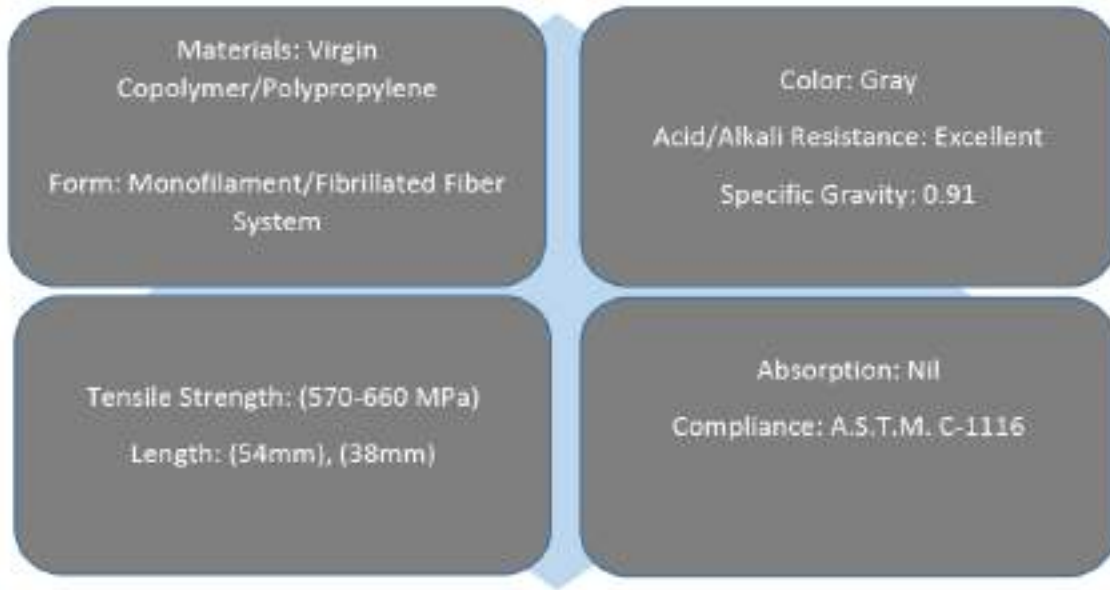 Materials: Virgin
Copolymer/Polypropylene
Form: Monofilament/Fibrillated Fiber
System
Color: Gray
Acid/Alkali Resistance: Excellent
Specific Gravity: 0.91
Tensile Strength: (570-660 MPa)
Length: (54mm), (38mm)
Absorption: Nil
Compliance: A.S.T.M. C-1116